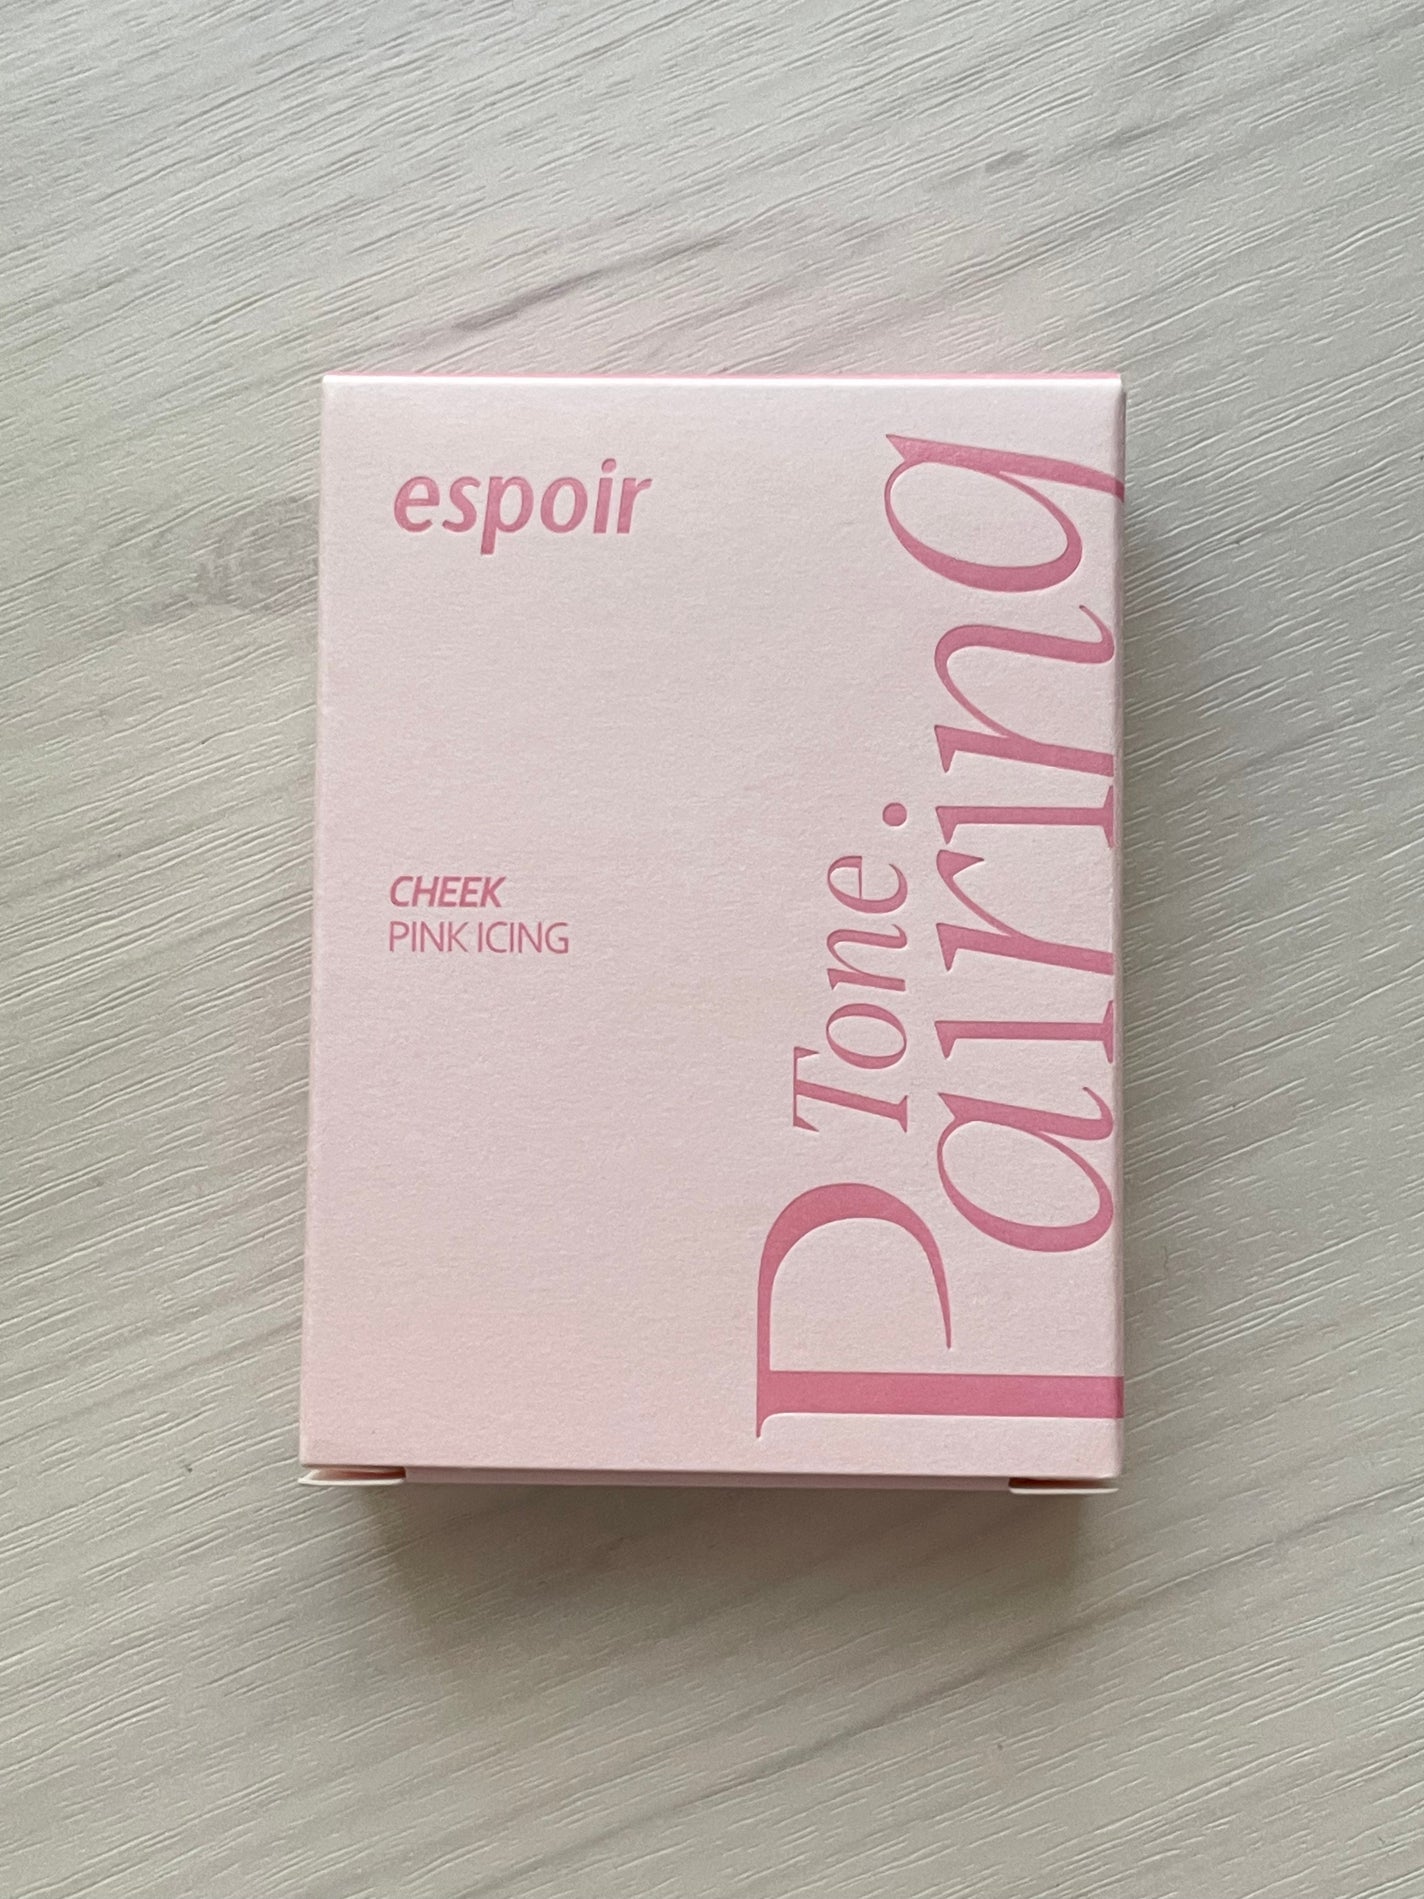 espoir
CHEEK
PINK ICING
Tone.
Pairing